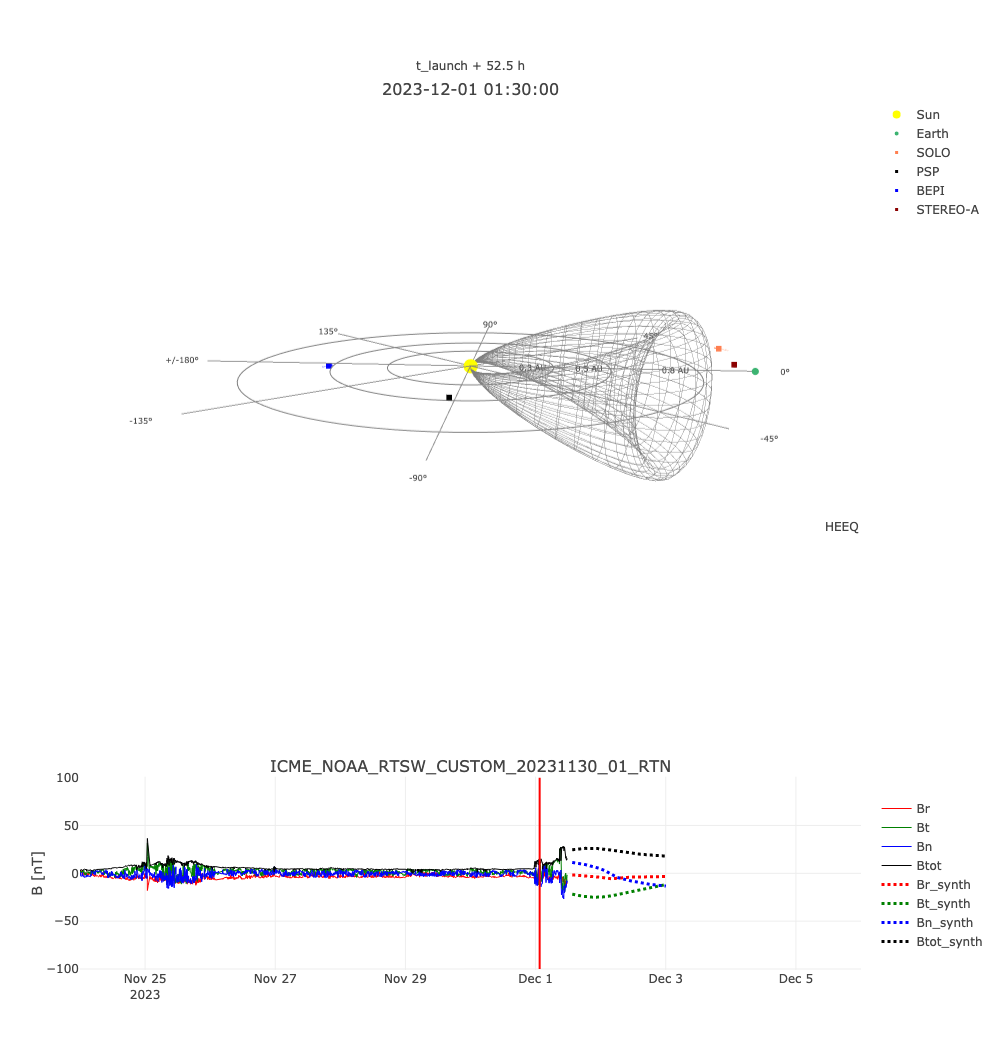 t_launch + 52.5 h
2023-12-01 01:30:00
Sun
Earth
SOLO
PSP
BEPI
STEREO-A
90°
135°
45°
+/-180°
0.3 AU
0.5 AU
0.8 AU
0°
-135°
-45°
-90°
HEEQ
ICME_NOAA_RTSW_CUSTOM_20231130_01_RTN
100
50
0
−50
−100
B [nT]
Nov 25
2023
Nov 27
Nov 29
Dec 1
Dec 3
Dec 5
Br
Bt
Bn
Btot
Br_synth
Bt_synth
Bn_synth
Btot_synth